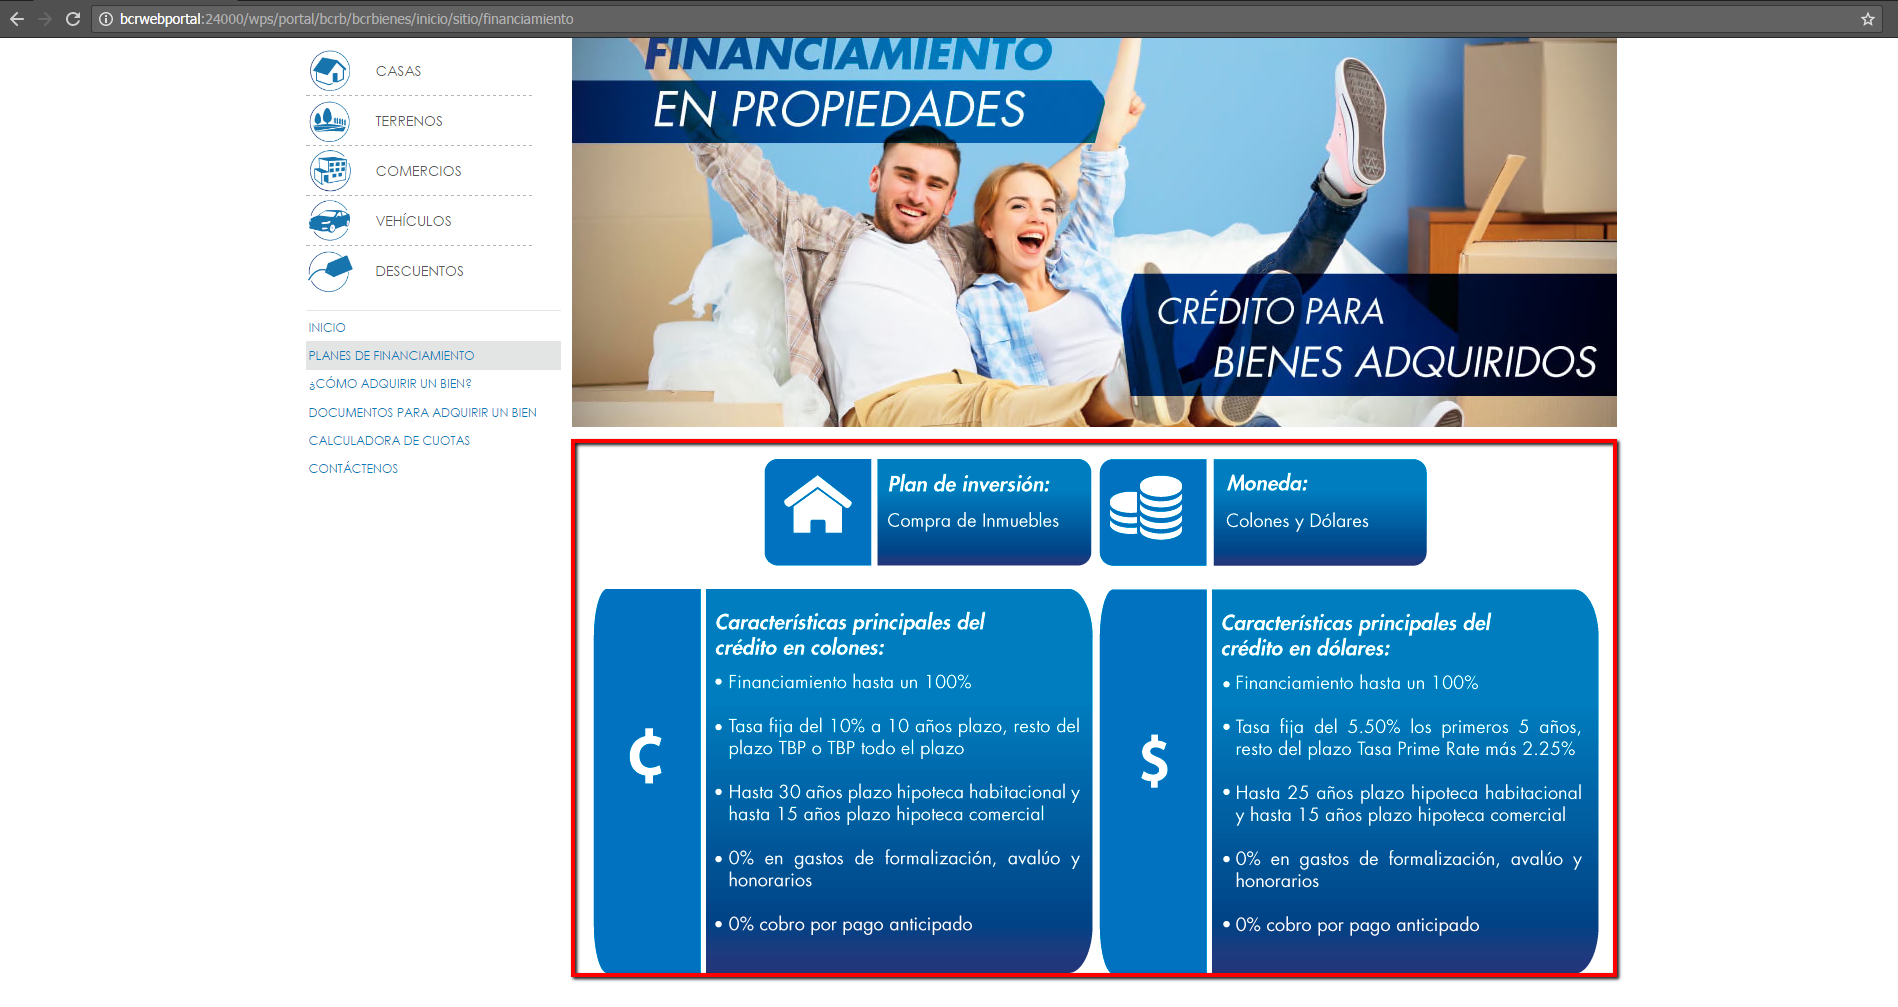 bcrwebportal:24000/wps/portal/bcrb/bcrbienes/inicio/sitio/financiamiento
CASAS
TERRENOS
COMERCIOS
VEHÍCULOS
DESCUENTOS
INICIO
PLANES DE FINANCIAMIENTO
¿CÓMO ADQUIRIR UN BIEN?
DOCUMENTOS PARA ADQUIRIR UN BIEN
CALCULADORA DE CUOTAS
CONTÁCTENOS
FINANCIAMIENTO
EN PROPIEDADES
CRÉDITO PARA
BIENES ADQUIRIDOS
Plan de inversión:
Compra de Inmuebles
Moneda:
Colones y Dólares
₵
Características principales del
crédito en colones:
• Financiamiento hasta un 100%
• Tasa fija del 10% a 10 años plazo, resto del
plazo TBP o TBP todo el plazo
• Hasta 30 años plazo hipoteca habitacional y
hasta 15 años plazo hipoteca comercial
• 0% en gastos de formalización, avalúo y
honorarios
• 0% cobro por pago anticipado
$
Características principales del
crédito en dólares:
• Financiamiento hasta un 100%
• Tasa fija del 5.50% los primeros 5 años,
resto del plazo Tasa Prime Rate más 2.25%
• Hasta 25 años plazo hipoteca habitacional
y hasta 15 años plazo hipoteca comercial
• 0% en gastos de formalización, avalúo y
honorarios
• 0% cobro por pago anticipado